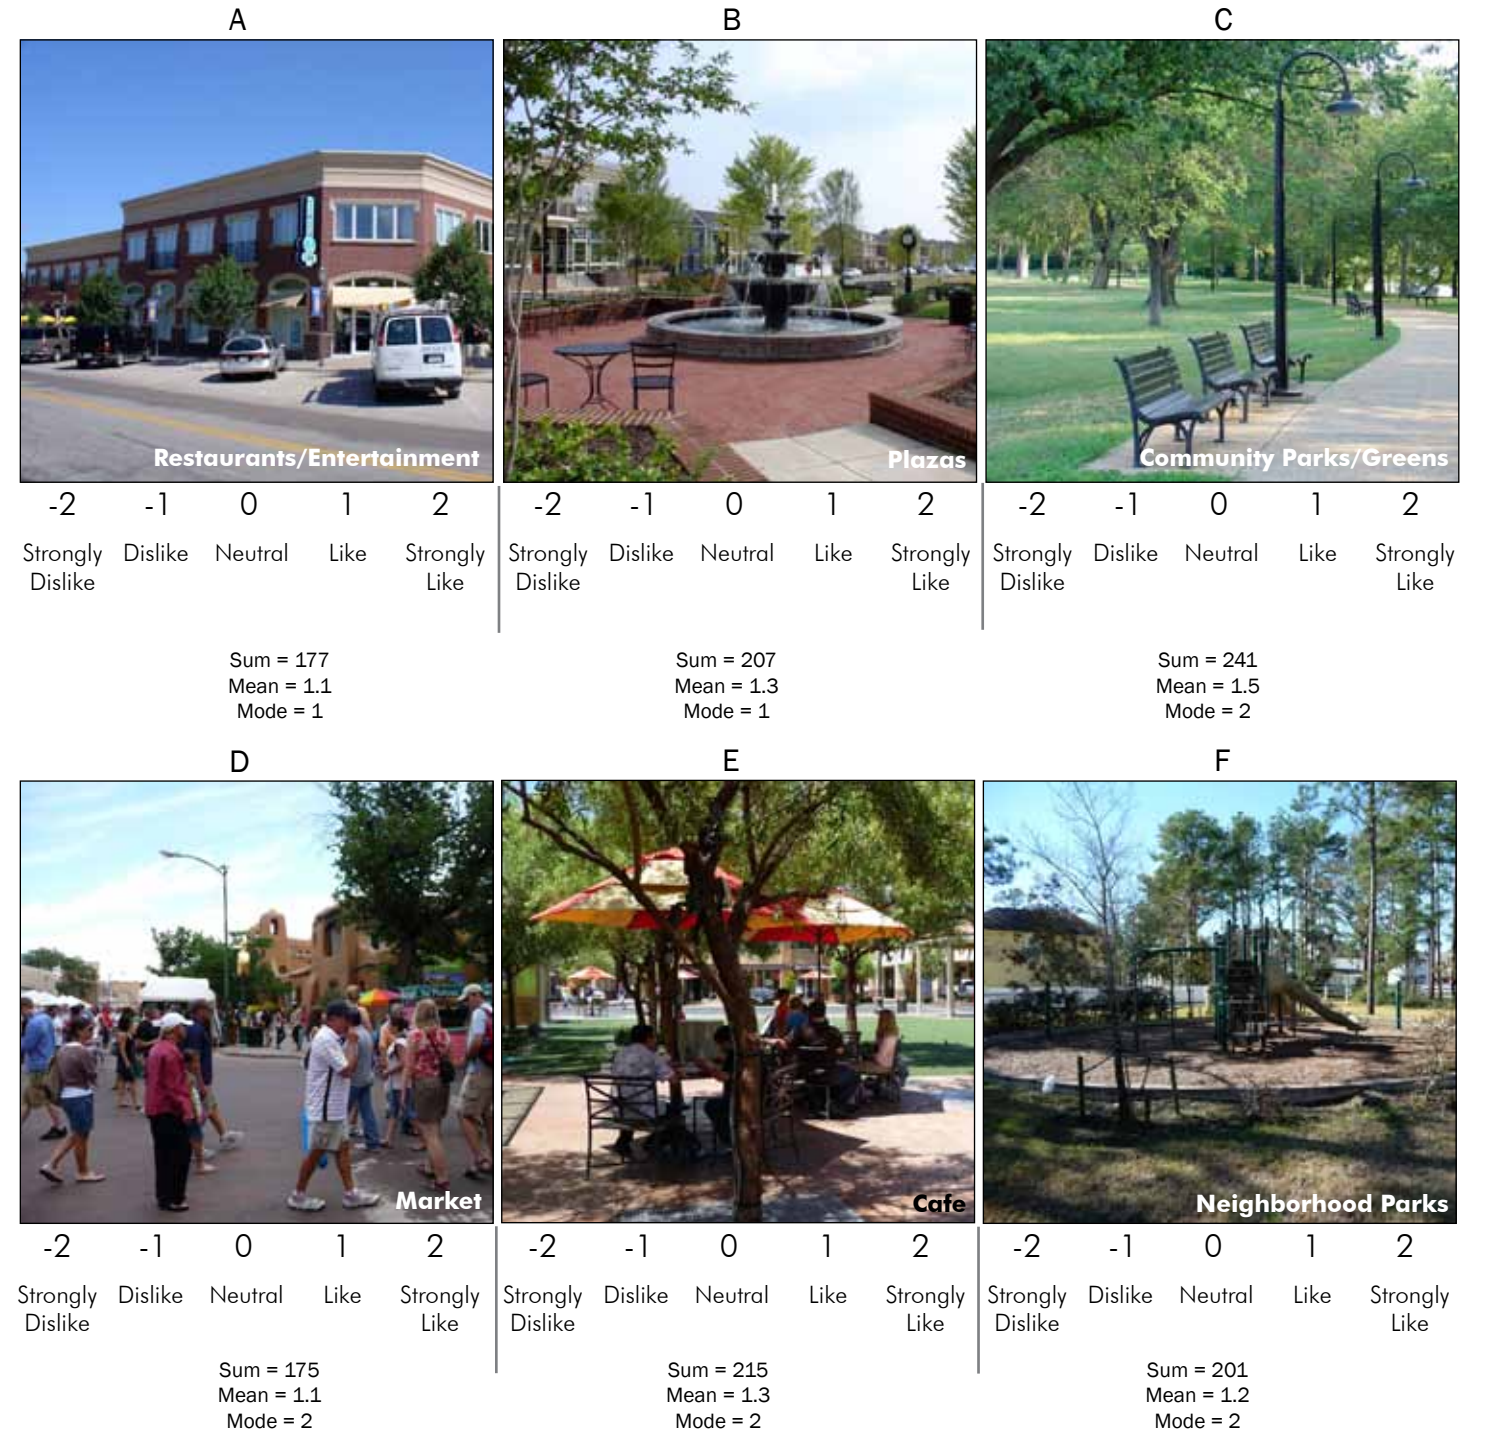 A B C
Restaurants/Entertainment
Plazas
Community Parks/Greens
-2 -1 0 1 2 -2 -1 0 1 2 -2 -1 0 1 2
Strongly Dislike Neutral Like Strongly Strongly Dislike Neutral Like Strongly Strongly Dislike Neutral Like Strongly
Dislike Like Dislike Like Dislike Like
Sum = 177 Sum = 207 Sum = 241
Mean = 1.1 Mean = 1.3 Mean = 1.5
Mode = 1 Mode = 1 Mode = 2
D E F
Market
Cafe
Neighborhood Parks
-2 -1 0 1 2 -2 -1 0 1 2 -2 -1 0 1 2
Strongly Dislike Neutral Like Strongly Strongly Dislike Neutral Like Strongly Strongly Dislike Neutral Like Strongly
Dislike Like Dislike Like Dislike Like
Sum = 175 Sum = 215 Sum = 201
Mean = 1.1 Mean = 1.3 Mean = 1.2
Mode = 2 Mode = 2 Mode = 2